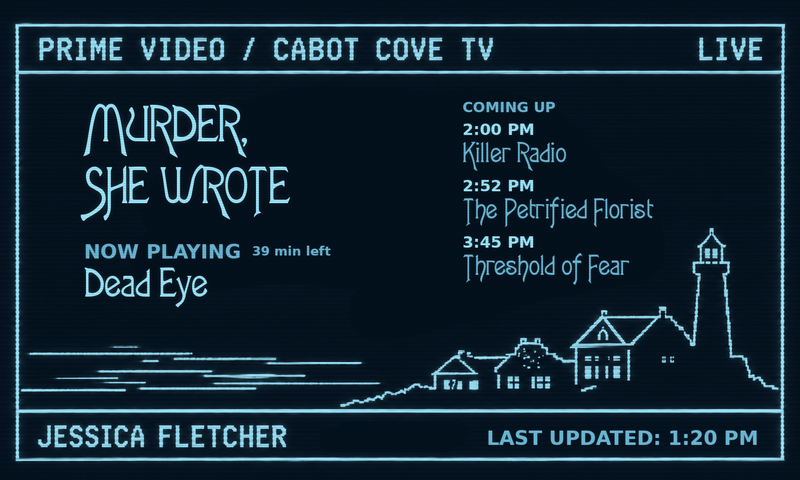 PRIME VIDEO / CABOT COVE TV
LIVE
MURDER,
SHE WROTE
NOW PLAYING 39 min left
Dead Eye
COMING UP
2:00 PM
Killer Radio
2:52 PM
The Petrified Florist
3:45 PM
Threshold of Fear
JESSICA FLETCHER
LAST UPDATED: 1:20 PM